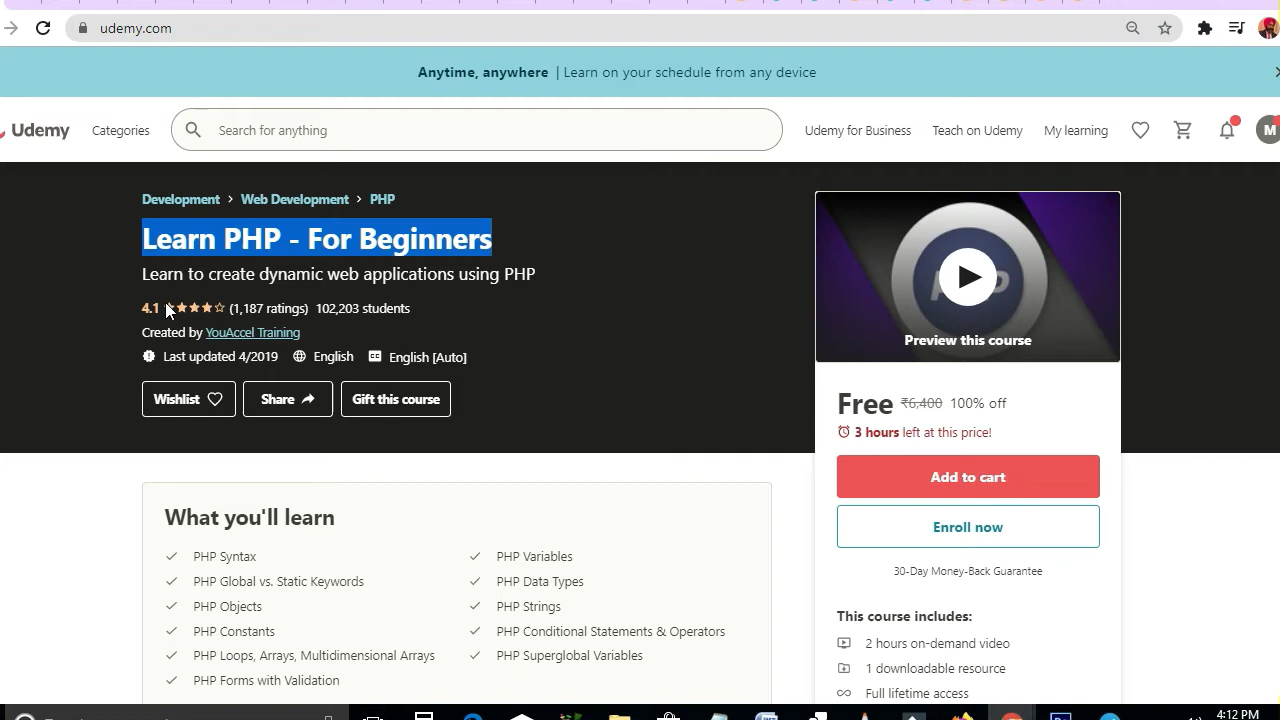 udemy.com
Anytime, anywhere | Learn on your schedule from any device
Udemy Categories Search for anything Udemy for Business Teach on Udemy My learning M
Development > Web Development > PHP
Learn PHP - For Beginners
Learn to create dynamic web applications using PHP
4.1 (1,187 ratings) 102,203 students
Created by YouAccel Training
Last updated 4/2019 English English [Auto]
Wishlist Share Gift this course
Preview this course
Free ₹6,400 100% off
3 hours left at this price!
Add to cart
Enroll now
30-Day Money-Back Guarantee
This course includes:
2 hours on-demand video
1 downloadable resource
Full lifetime access
What you'll learn
PHP Syntax
PHP Variables
PHP Global vs. Static Keywords
PHP Data Types
PHP Objects
PHP Strings
PHP Constants
PHP Conditional Statements & Operators
PHP Loops, Arrays, Multidimensional Arrays
PHP Superglobal Variables
PHP Forms with Validation
4:12 PM